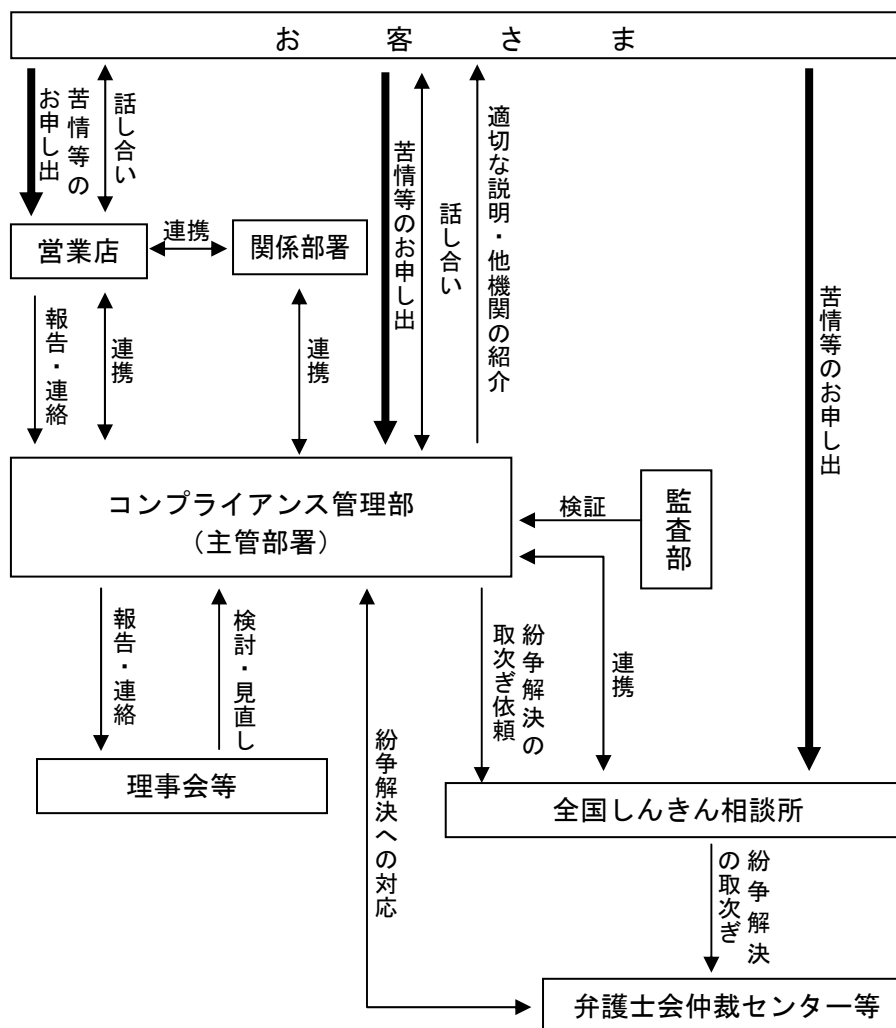 お客さま
苦情等の
お申し出
話し合い
苦情等のお申し出
話し合い
適切な説明・他機関の紹介
苦情等のお申し出
営業店
連携
関係部署
報告・連絡
連携
連携
コンプライアンス管理部
（主管部署）
検証
監査部
報告・連絡
検討・見直し
紛争解決への対応
紛争解決の
取次ぎ依頼
連携
理事会等
全国しんきん相談所
紛争解決
の取次ぎ
弁護士会仲裁センター等